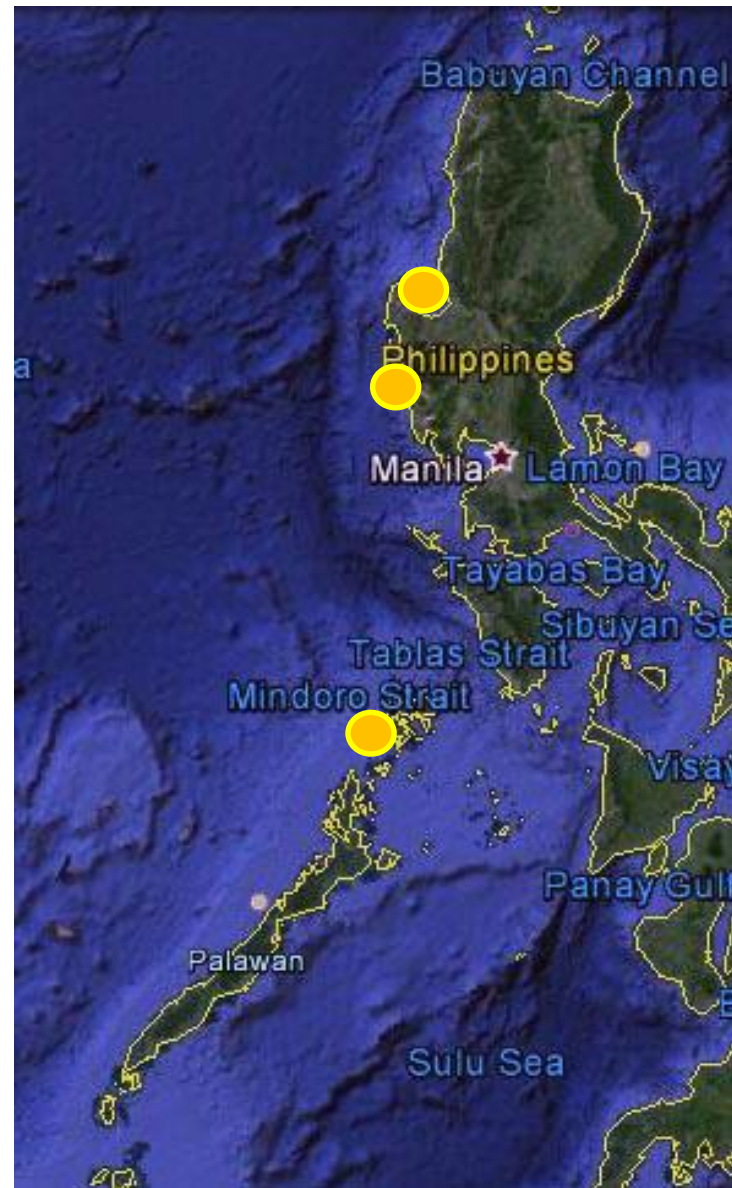 Babuyan Channel
a
Philippines
Manila
Lamon Bay
Tayabas Bay
Sibuyan Se
Tablas Strait
Mindoro Strait
Visay
Panay Gulf
Palawan
Sulu Sea